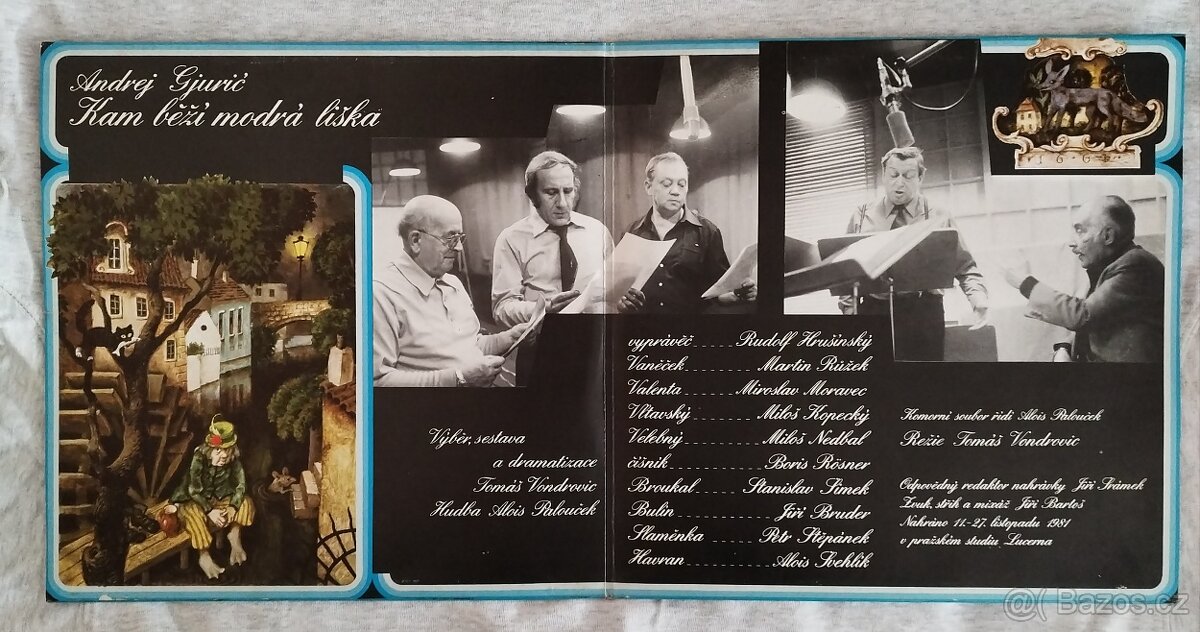 Andrej Gjurič
Kam běží modrá liška
1664
Výběr, sestava
a dramatizace
Tomáš Vondrovic
Hudba Alois Palouček
vyprávěč Rudolf Hrušínský
Vaněček Martin Růžek
Valenta Miroslav Moravec
Vltavský Miloš Kopecký
Velebný Miloš Nedbal
číšník Boris Rösner
Broukal Stanislav Šimek
Bulín Jiří Bruder
Slaměnka Petr Štěpánek
Havran Alois Švehlík
Komorní soubor řídí Alois Palouček
Režie Tomáš Vondrovic
Odpovědný redaktor nahrávky Jiří Šrámek
Zvuk, střih a mixáž Jiří Bartoš
Nahráno 11.-27. listopadu 1981
v pražském studiu Lucerna
@( Bazos.cz